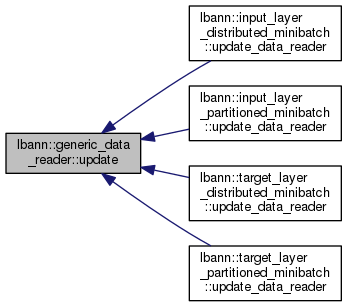 lbann::input_layer
_distributed_minibatch
::update_data_reader
lbann::input_layer
_partitioned_minibatch
::update_data_reader
lbann::generic_data
_reader::update
lbann::target_layer
_distributed_minibatch
::update_data_reader
lbann::target_layer
_partitioned_minibatch
::update_data_reader